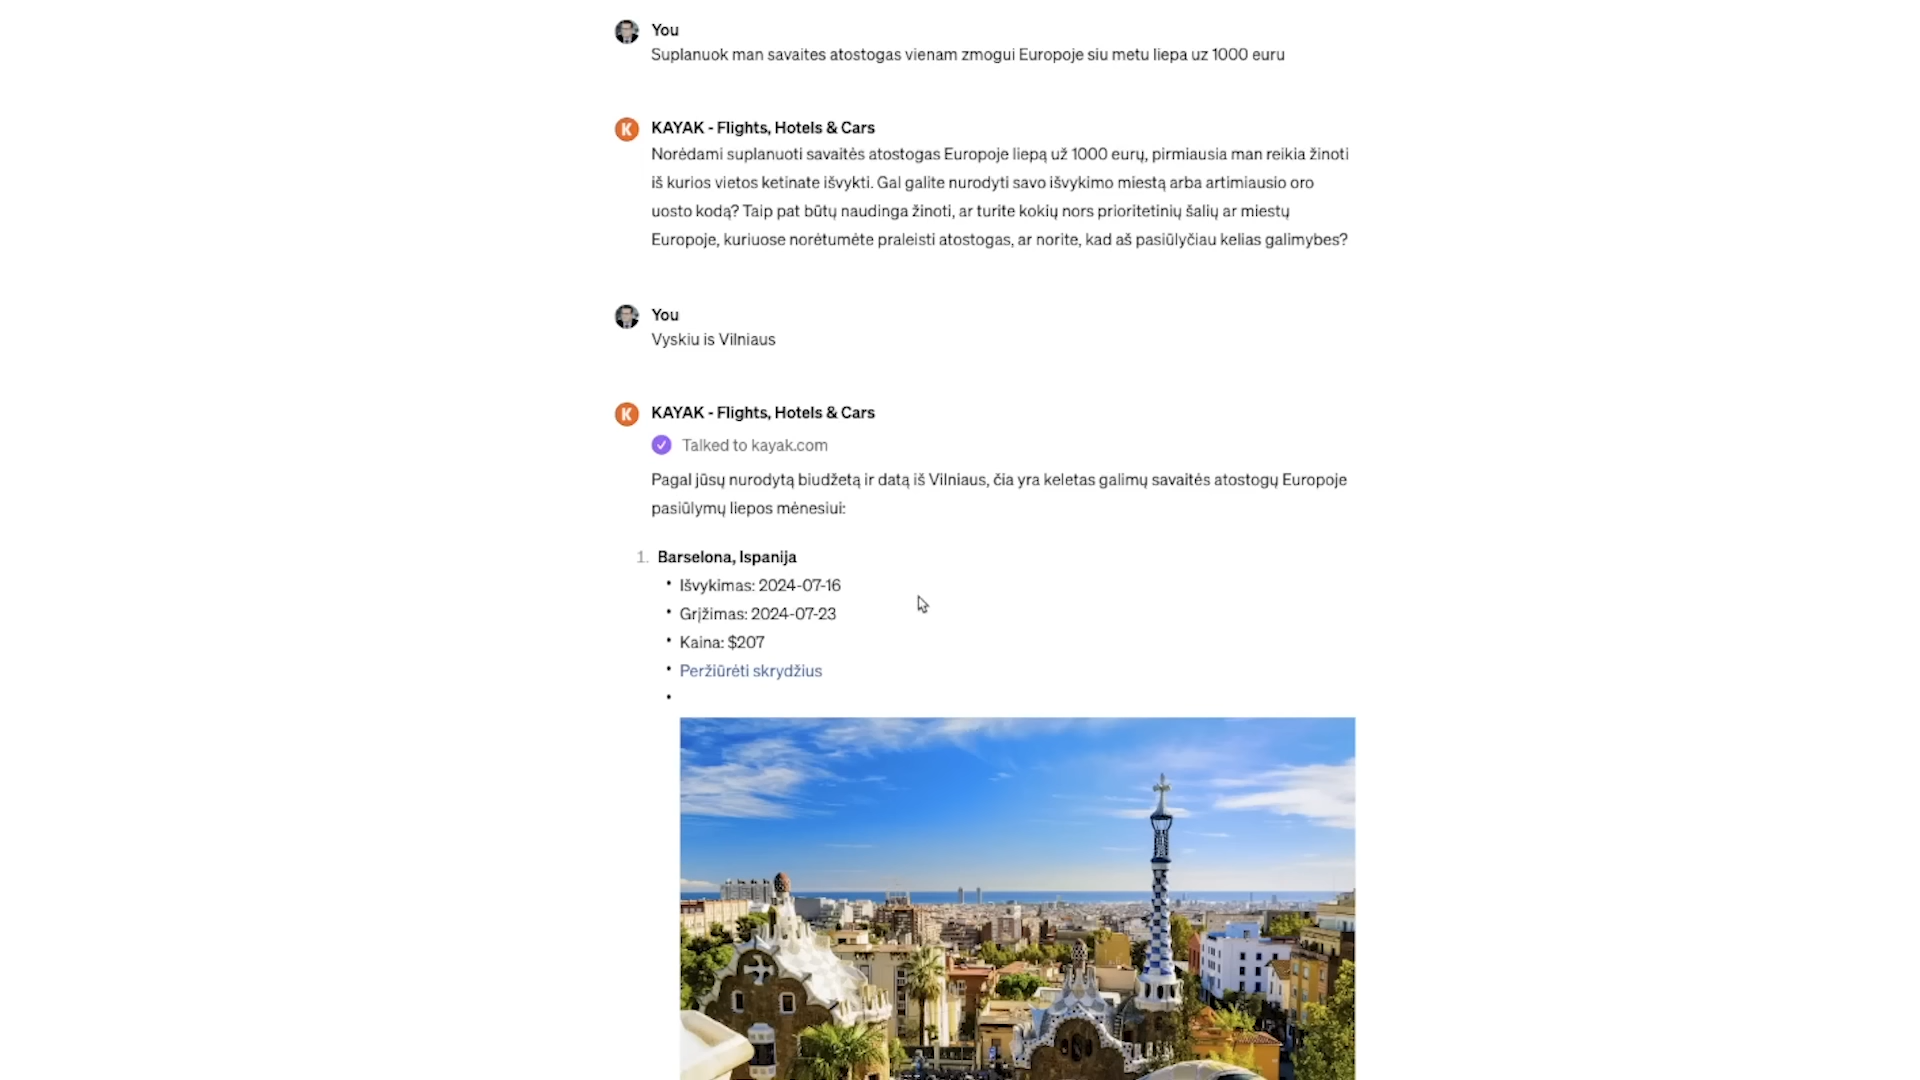 You
Suplanuok man savaites atostogas vienam zmogui Europoje siu metu liepa uz 1000 euru
K
KAYAK - Flights, Hotels & Cars
Norėdami suplanuoti savaitės atostogas Europoje liepą už 1000 eurų, pirmiausia man reikia žinoti
iš kurios vietos ketinate išvykti. Gal galite nurodyti savo išvykimo miestą arba artimiausio oro
uosto kodą? Taip pat būtų naudinga žinoti, ar turite kokių nors prioritetinių šalių ar miestų
Europoje, kuriuose norėtumėte praleisti atostogas, ar norite, kad aš pasiūlyčiau kelias galimybes?
You
Vyskiu is Vilniaus
K
KAYAK - Flights, Hotels & Cars
Talked to kayak.com
Pagal jūsų nurodytą biudžetą ir datą iš Vilniaus, čia yra keletas galimų savaitės atostogų Europoje
pasiūlymų liepos mėnesiui:
1. Barselona, Ispanija
• Išvykimas: 2024-07-16
• Grįžimas: 2024-07-23
• Kaina: $207
• Peržiūrėti skrydžius